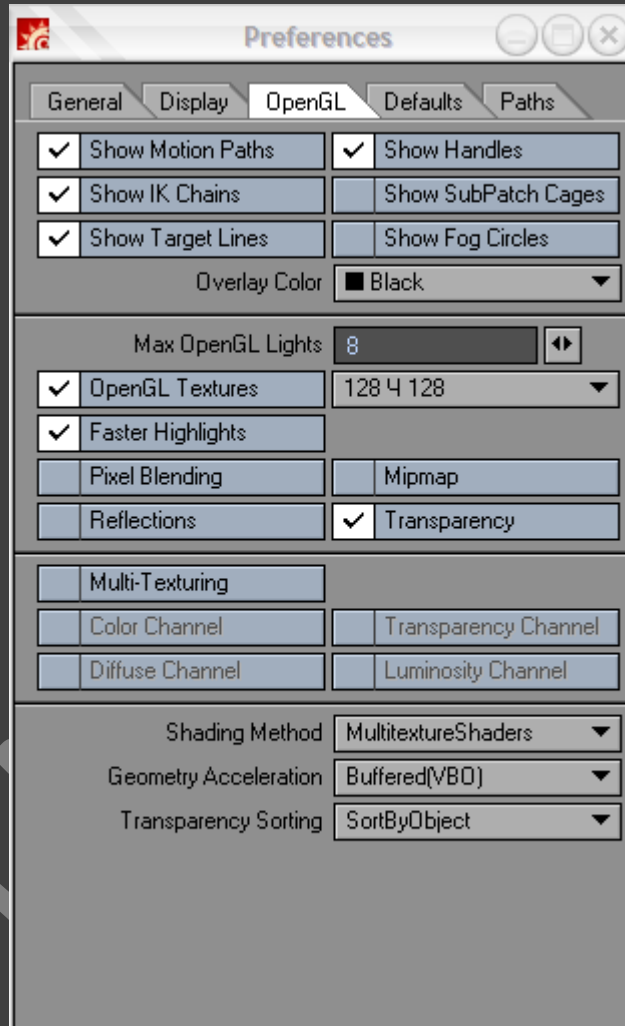 Preferences
General Display OpenGL Defaults Paths
Show Motion Paths Show Handles
Show IK Chains Show SubPatch Cages
Show Target Lines Show Fog Circles
Overlay Color Black
Max OpenGL Lights 8
OpenGL Textures 128 Ч 128
Faster Highlights
Pixel Blending Mipmap
Reflections Transparency
Multi-Texturing
Color Channel Transparency Channel
Diffuse Channel Luminosity Channel
Shading Method MultitextureShaders
Geometry Acceleration Buffered(VBO)
Transparency Sorting SortByObject